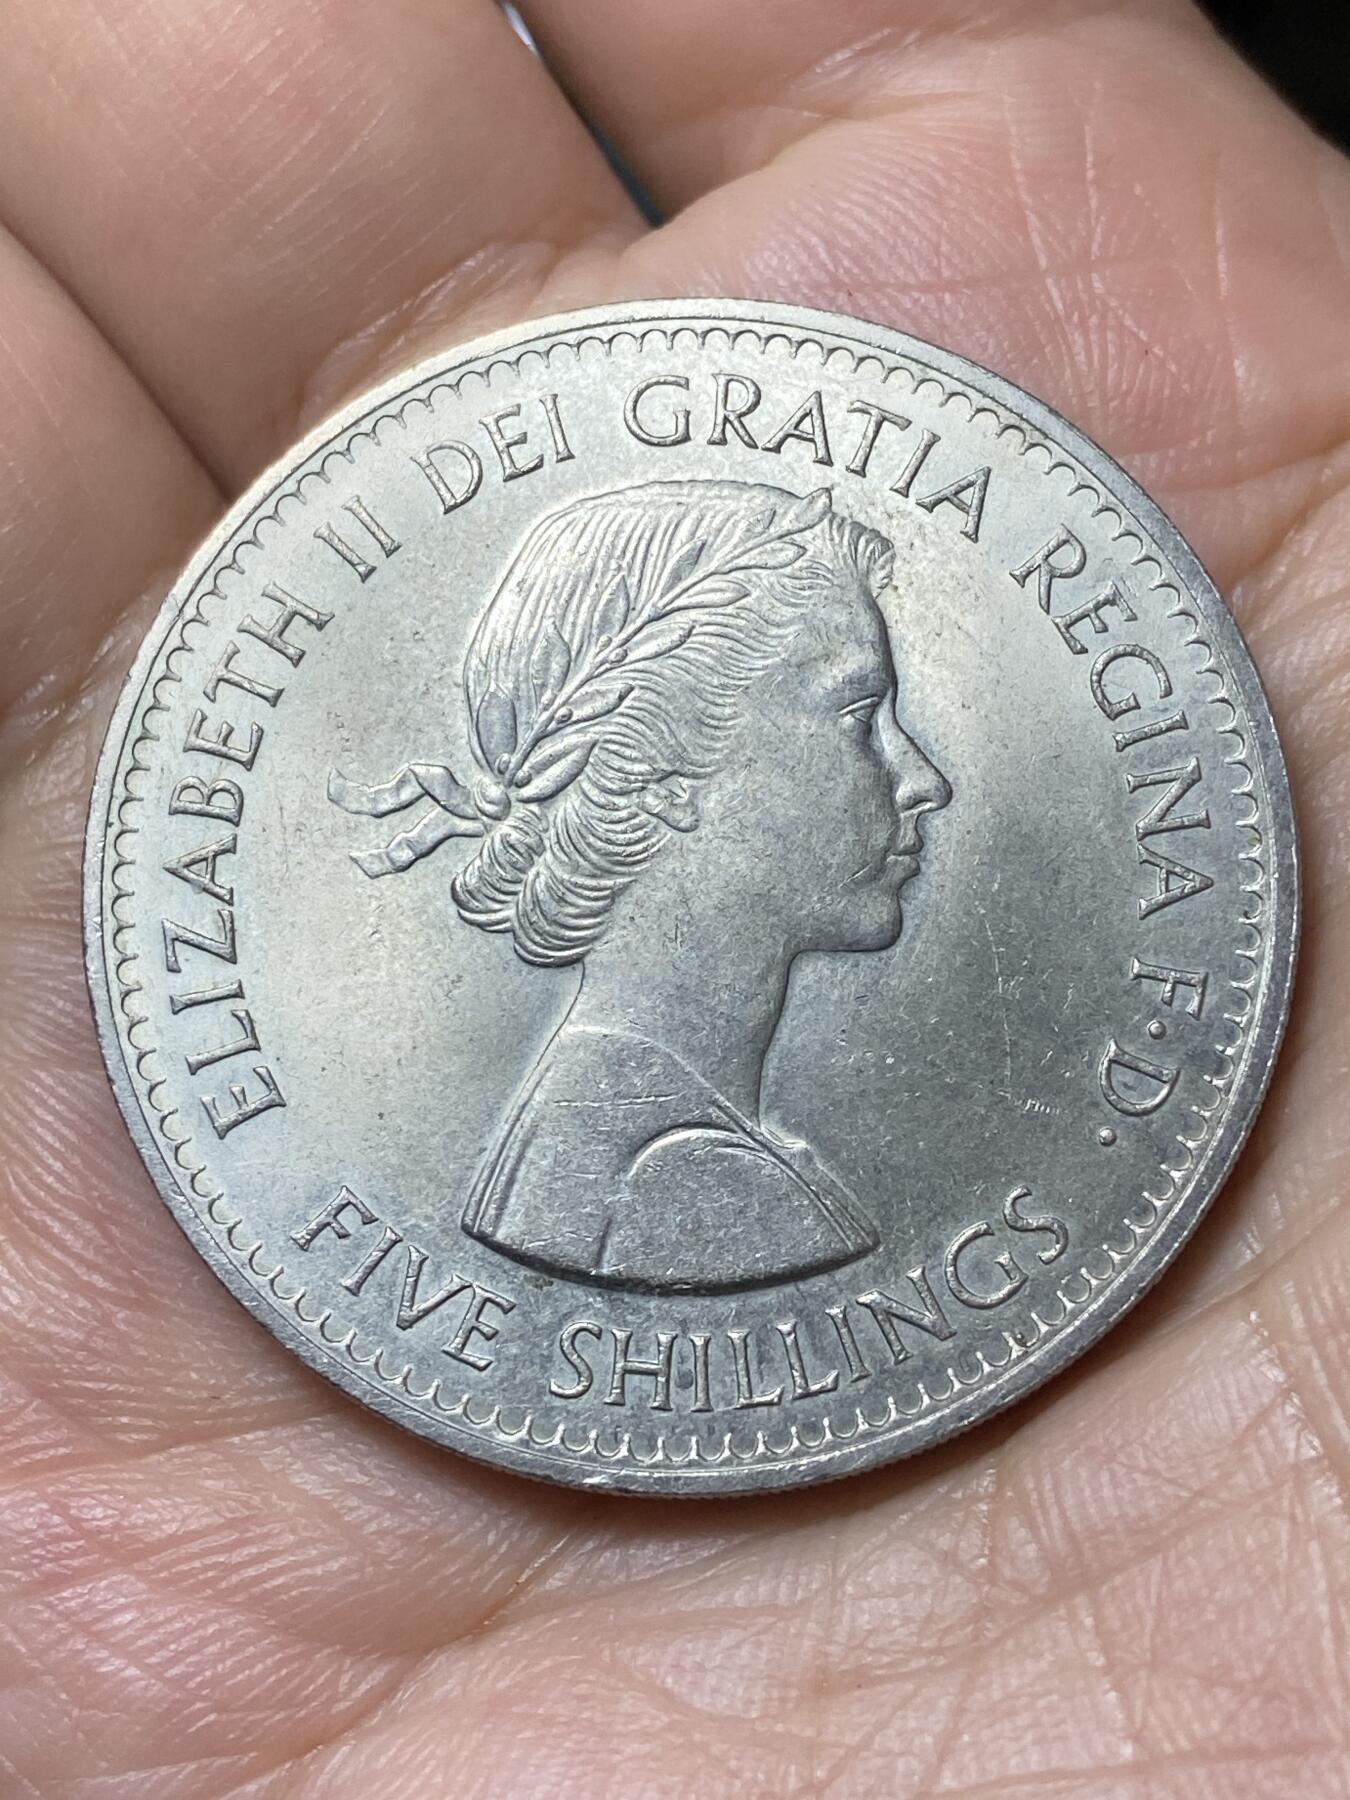 ELIZABETH II DEI GRATIA REGINA F·D·
FIVE SHILLINGS